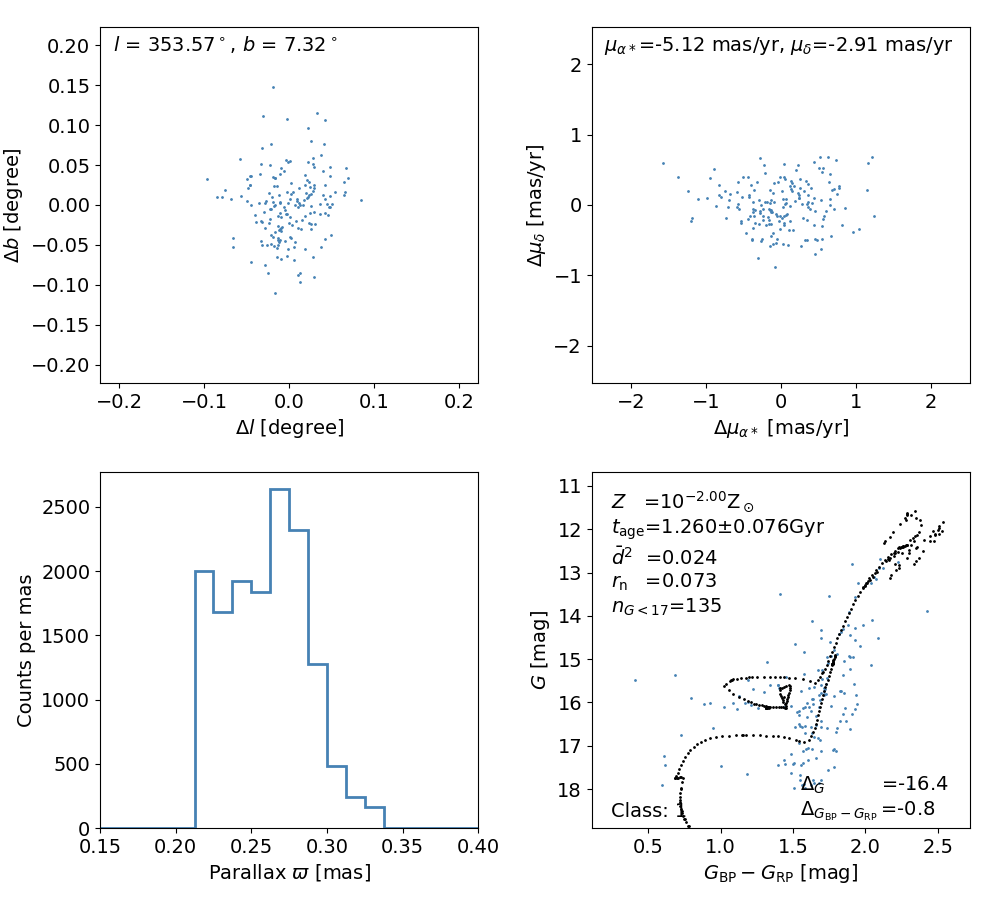 l = 353.57°, b = 7.32°
0.20
0.15
0.10
0.05
0.00
−0.05
−0.10
−0.15
−0.20
Δb [degree]
−0.2 −0.1 0.0 0.1 0.2
Δl [degree]
μα*=-5.12 mas/yr, μδ=-2.91 mas/yr
2
1
0
−1
−2
Δμδ [mas/yr]
−2 −1 0 1 2
Δμα* [mas/yr]
2500
2000
1500
1000
500
0
Counts per mas
0.15 0.20 0.25 0.30 0.35 0.40
Parallax ϖ [mas]
11
12
13
14
15
16
17
18
G [mag]
Z =10^−2.00 Z⊙
tage=1.260±0.076Gyr
d̄² =0.024
rn =0.073
nG<17=135
ΔG =-16.4
ΔGBP−GRP=-0.8
Class: 1
0.5 1.0 1.5 2.0 2.5
GBP − GRP [mag]